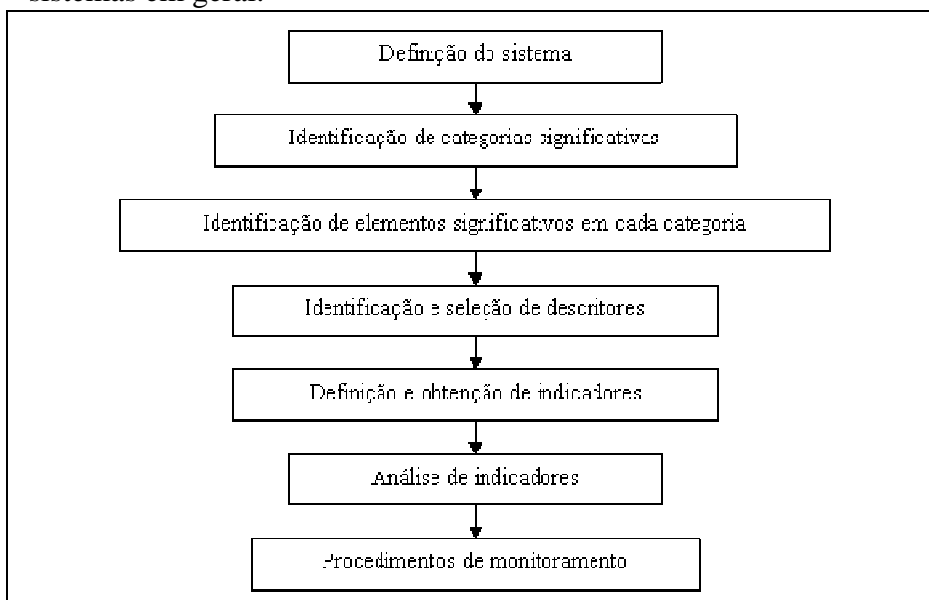 sistemas em geral.
Definição do sistema
Identificação de categorias significativas
Identificação de elementos significativos em cada categoria
Identificação e seleção de descritores
Definição e obtenção de indicadores
Análise de indicadores
Procedimentos de monitoramento